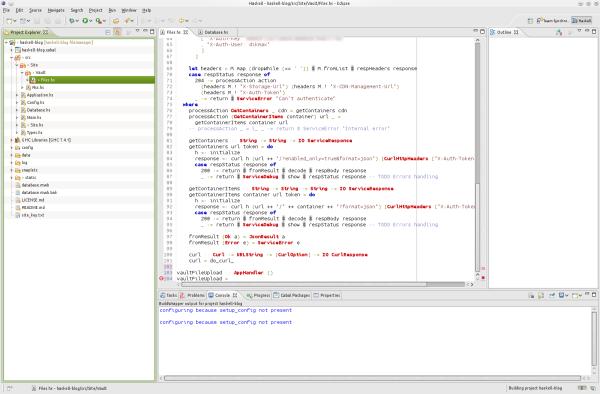 Haskell - haskell-blog/src/Site/Vault/Files.hs - Eclipse
File Edit Source Navigate Search Project Run Window Help
Team Synchro...
Haskell
Project Explorer
haskell-blog
haskell-blog.cabal
src
Site
Vault
Files.hs
Application.hs
Config.hs
Database.hs
Main.hs
Site.hs
Types.hs
GHC Libraries [GHC 7.4.1]
config
data
log
snaplets
static
database.mwb
database.mwb.bak
LICENSE.md
README.md
site_key.txt
Files.hs
Database.hs
let headers = M.map (dropWhile (== ' ')) $ M.fromList $ respHeaders response
case respStatus response of
204 -> processAction action
(headers M.! "X-Storage-Url") (headers M.! "X-CDN-Management-Url")
(headers M.! "X-Auth-Token")
_ -> return $ ServiceError "Can't authenticate"
where
processAction GetContainers _ cdn = getContainers cdn
processAction (GetContainerItems container) url _ =
getContainerItems container url
-- processAction _ = \_ _ -> return $ ServiceError "Internal error"
getContainers String -> String -> IO ServiceResult
getContainers url token = do
h <- initialize
response <- curl h (url ++ "/?enabled_only=true&format=json") [CurlHttpHeaders ["X-Auth-Token
case respStatus response of
200 -> return $ fromResult $ decode $ respBody response
_ -> return $ ServiceDebug $ show $ respStatus response -- TODO Errors handling
getContainerItems String -> String -> String -> IO ServiceResult
getContainerItems container url token = do
h <- initialize
response <- curl h (url ++ "/" ++ container ++ "?format=json") [CurlHttpHeaders ["X-Auth-Token
case respStatus response of
200 -> return $ fromResult $ decode $ respBody response
_ -> return $ ServiceDebug $ show $ respStatus response -- TODO Errors handling
fromResult (Ok a) = JsonResult a
fromResult (Error e) = ServiceError e
curl Curl -> URLString -> [CurlOption] -> IO CurlResponse
curl = do_curl_
vaultFileUpload AppHandler ()
vaultFileUpload =
Outline
Tasks
Problems
Console
Progress
Cabal Packages
Properties
BuildWrapper output for project haskell-blog
configuring because setup_config not present
configuring because setup_config not present
Files.hs - haskell-blog/src/Site/Vault
Building project haskell-blog